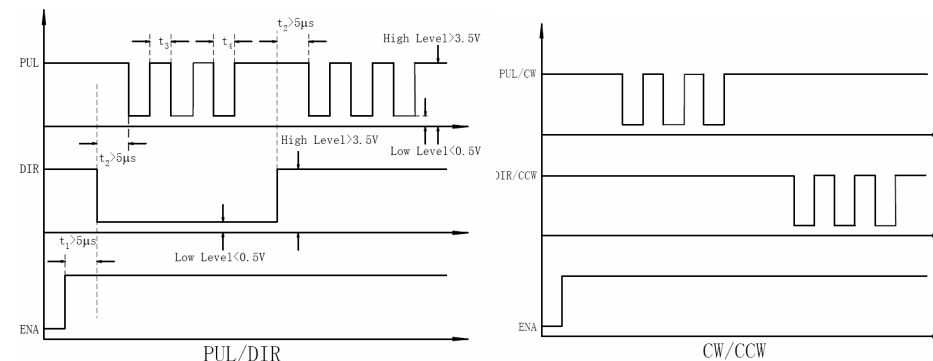 t₂>5μs
t₃
t₄
High Level>3.5V
PUL
High Level>3.5V
Low Level<0.5V
t₂>5μs
DIR
t₁>5μs
Low Level<0.5V
ENA
PUL/DIR
PUL/CW
DIR/CCW
ENA
CW/CCW